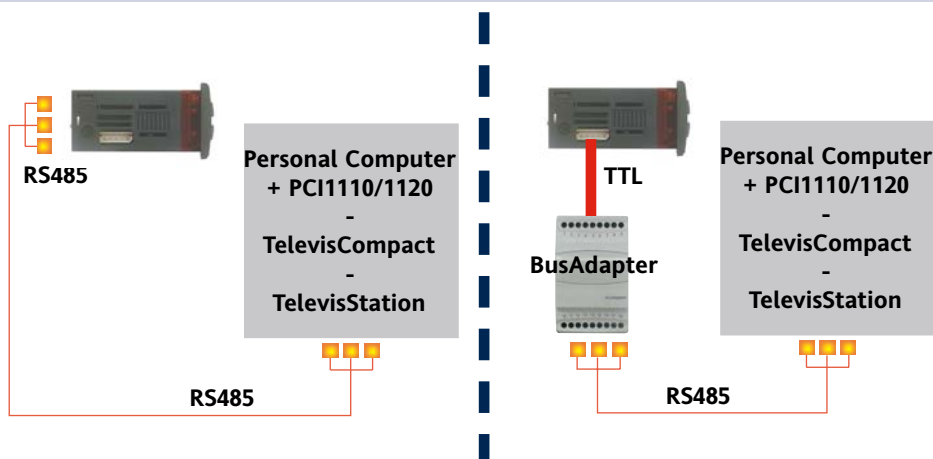 RS485
Personal Computer
+ PCI1110/1120
-
TelevisCompact
-
TelevisStation
RS485
TTL
BusAdapter
Personal Computer
+ PCI1110/1120
-
TelevisCompact
-
TelevisStation
RS485